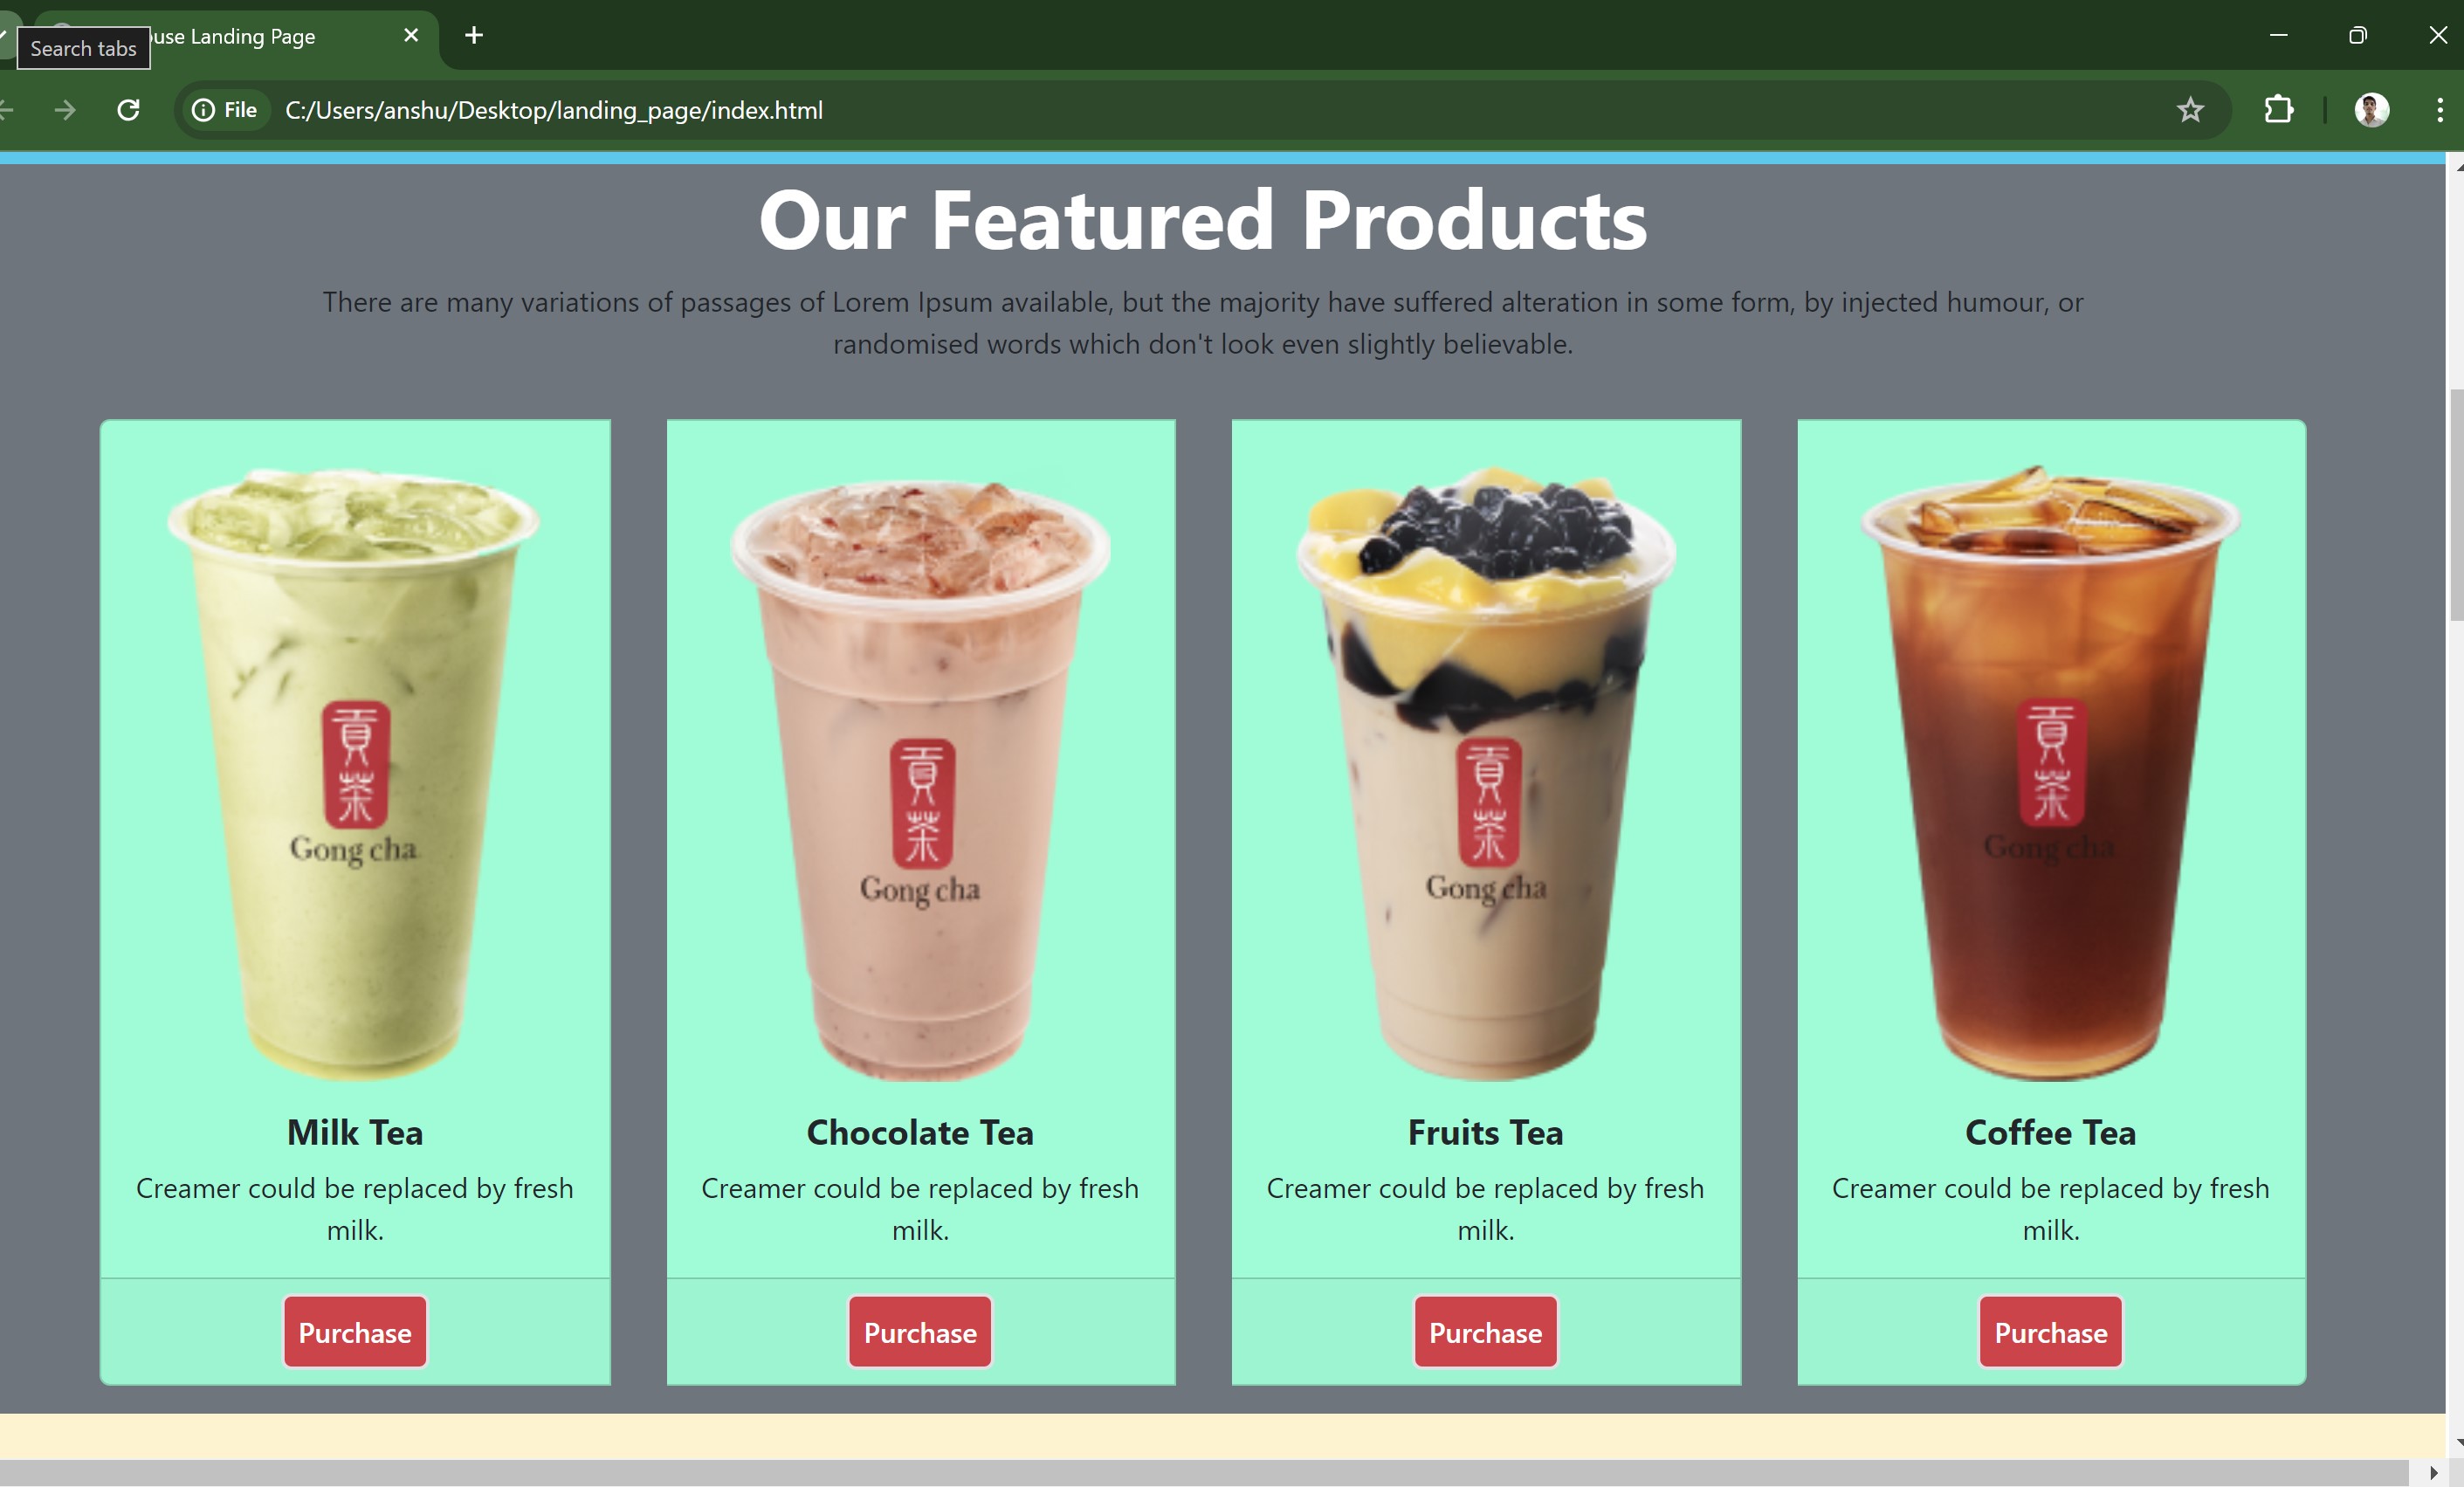 Search tabs
use Landing Page
File
C:/Users/anshu/Desktop/landing_page/index.html
Our Featured Products
There are many variations of passages of Lorem Ipsum available, but the majority have suffered alteration in some form, by injected humour, or
randomised words which don't look even slightly believable.
貢茶
Gong cha
貢茶
Gong cha
貢茶
Gong cha
貢茶
Gong cha
Milk Tea
Chocolate Tea
Fruits Tea
Coffee Tea
Creamer could be replaced by fresh
milk.
Creamer could be replaced by fresh
milk.
Creamer could be replaced by fresh
milk.
Creamer could be replaced by fresh
milk.
Purchase
Purchase
Purchase
Purchase